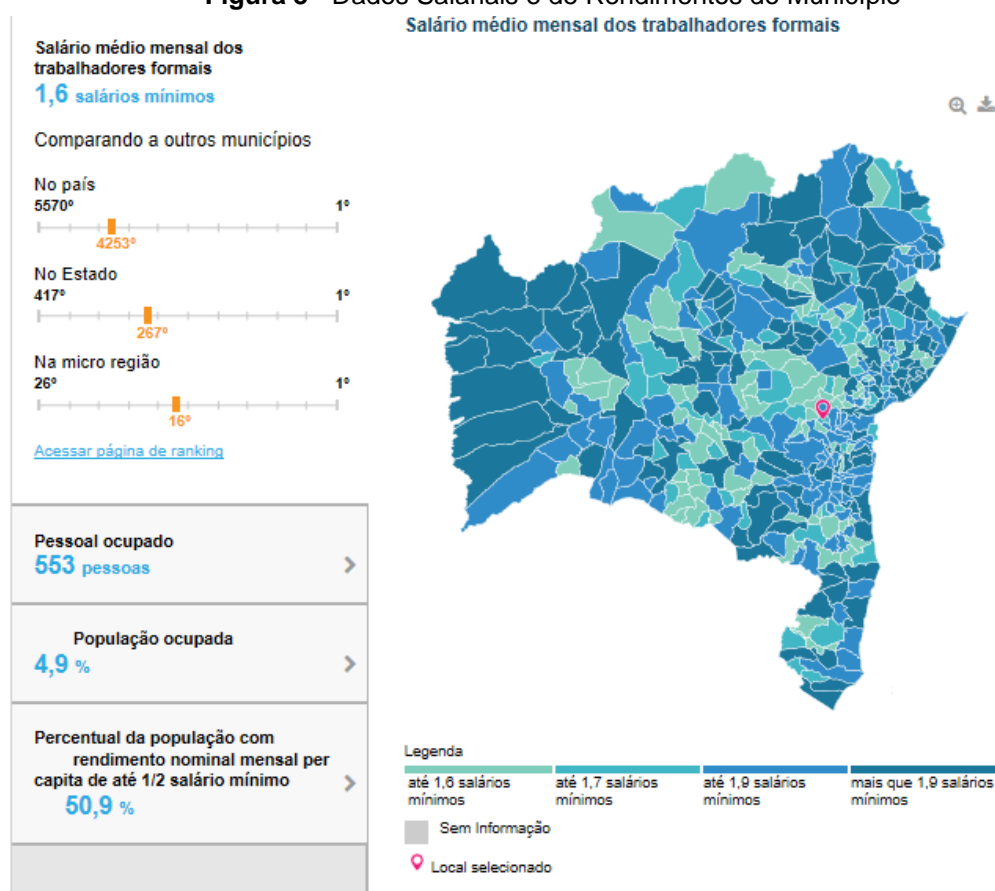 Figura 3 - Dados Salariais e de Rendimentos do Município
Salário médio mensal dos trabalhadores formais
Salário médio mensal dos
trabalhadores formais
1,6 salários mínimos
Comparando a outros municípios
No país
5570º 1º
4253º
No Estado
417º 1º
267º
Na micro região
26º 1º
16º
Acessar página de ranking
Pessoal ocupado
553 pessoas
População ocupada
4,9 %
Percentual da população com
rendimento nominal mensal per
capita de até 1/2 salário mínimo
50,9 %
Legenda
até 1,6 salários
mínimos
até 1,7 salários
mínimos
até 1,9 salários
mínimos
mais que 1,9 salários
mínimos
Sem Informação
Local selecionado